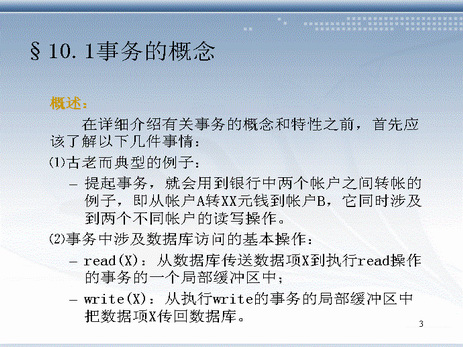 §10.1事务的概念
概述：
在详细介绍有关事务的概念和特性之前，首先应
该了解以下几件事情：
⑴古老而典型的例子：
– 提起事务，就会用到银行中两个帐户之间转帐的
例子，即从帐户A转XX元钱到帐户B，它同时涉及
到两个不同帐户的读写操作。
⑵事务中涉及数据库访问的基本操作：
– read(X)：从数据库传送数据项X到执行read操作
的事务的一个局部缓冲区中；
– write(X)：从执行write的事务的局部缓冲区中
把数据项X传回数据库。
3